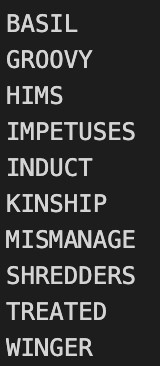 BASIL
GROOVY
HIMS
IMPETUSES
INDUCT
KINSHIP
MISMANAGE
SHREDDERS
TREATED
WINGER